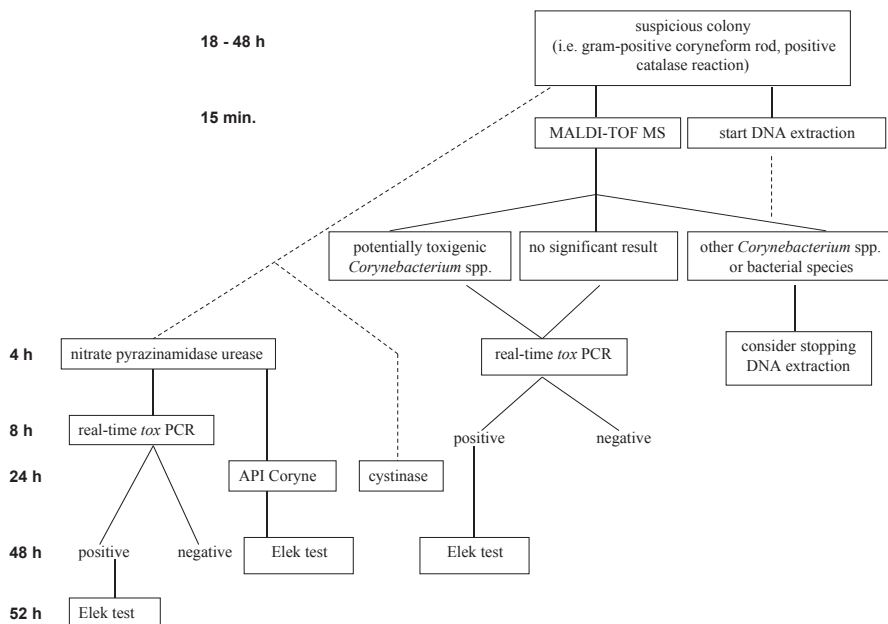 18 - 48 h
suspicious colony
(i.e. gram-positive coryneform rod, positive
catalase reaction)
15 min.
MALDI-TOF MS
start DNA extraction
potentially toxigenic
Corynebacterium spp.
no significant result
other Corynebacterium spp.
or bacterial species
4 h
nitrate pyrazinamidase urease
real-time tox PCR
consider stopping
DNA extraction
8 h
real-time tox PCR
positive
negative
24 h
API Coryne
cystinase
48 h
positive
negative
Elek test
Elek test
52 h
Elek test